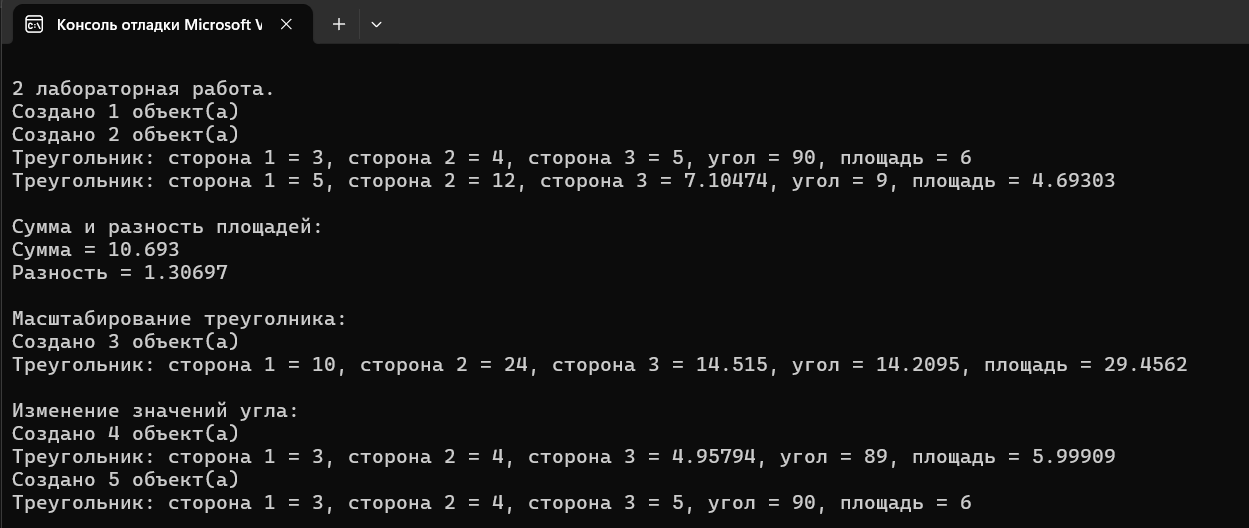 Консоль отладки Microsoft V
2 лабораторная работа.
Создано 1 объект(а)
Создано 2 объект(а)
Треугольник: сторона 1 = 3, сторона 2 = 4, сторона 3 = 5, угол = 90, площадь = 6
Треугольник: сторона 1 = 5, сторона 2 = 12, сторона 3 = 7.10474, угол = 9, площадь = 4.69303
Сумма и разность площадей:
Сумма = 10.693
Разность = 1.30697
Масштабирование треуголника:
Создано 3 объект(а)
Треугольник: сторона 1 = 10, сторона 2 = 24, сторона 3 = 14.515, угол = 14.2095, площадь = 29.4562
Изменение значений угла:
Создано 4 объект(а)
Треугольник: сторона 1 = 3, сторона 2 = 4, сторона 3 = 4.95794, угол = 89, площадь = 5.99909
Создано 5 объект(а)
Треугольник: сторона 1 = 3, сторона 2 = 4, сторона 3 = 5, угол = 90, площадь = 6